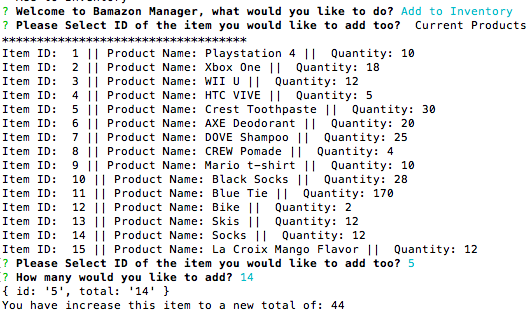 ? Welcome to Bamazon Manager, what would you like to do? Add to Inventory
? Please Select ID of the item you would like to add too?  Current Products
***********************************
Item ID:  1 || Product Name: Playstation 4 ||  Quantity: 10
Item ID:  2 || Product Name: Xbox One ||  Quantity: 18
Item ID:  3 || Product Name: WII U ||  Quantity: 12
Item ID:  4 || Product Name: HTC VIVE ||  Quantity: 5
Item ID:  5 || Product Name: Crest Toothpaste ||  Quantity: 30
Item ID:  6 || Product Name: AXE Deodorant ||  Quantity: 20
Item ID:  7 || Product Name: DOVE Shampoo ||  Quantity: 25
Item ID:  8 || Product Name: CREW Pomade ||  Quantity: 4
Item ID:  9 || Product Name: Mario t-shirt ||  Quantity: 10
Item ID:  10 || Product Name: Black Socks ||  Quantity: 28
Item ID:  11 || Product Name: Blue Tie ||  Quantity: 170
Item ID:  12 || Product Name: Bike ||  Quantity: 2
Item ID:  13 || Product Name: Skis ||  Quantity: 12
Item ID:  14 || Product Name: Socks ||  Quantity: 12
Item ID:  15 || Product Name: La Croix Mango Flavor ||  Quantity: 12
? Please Select ID of the item you would like to add too? 5
? How many would you like to add? 14
{ id: '5', total: '14' }
You have increase this item to a new total of: 44